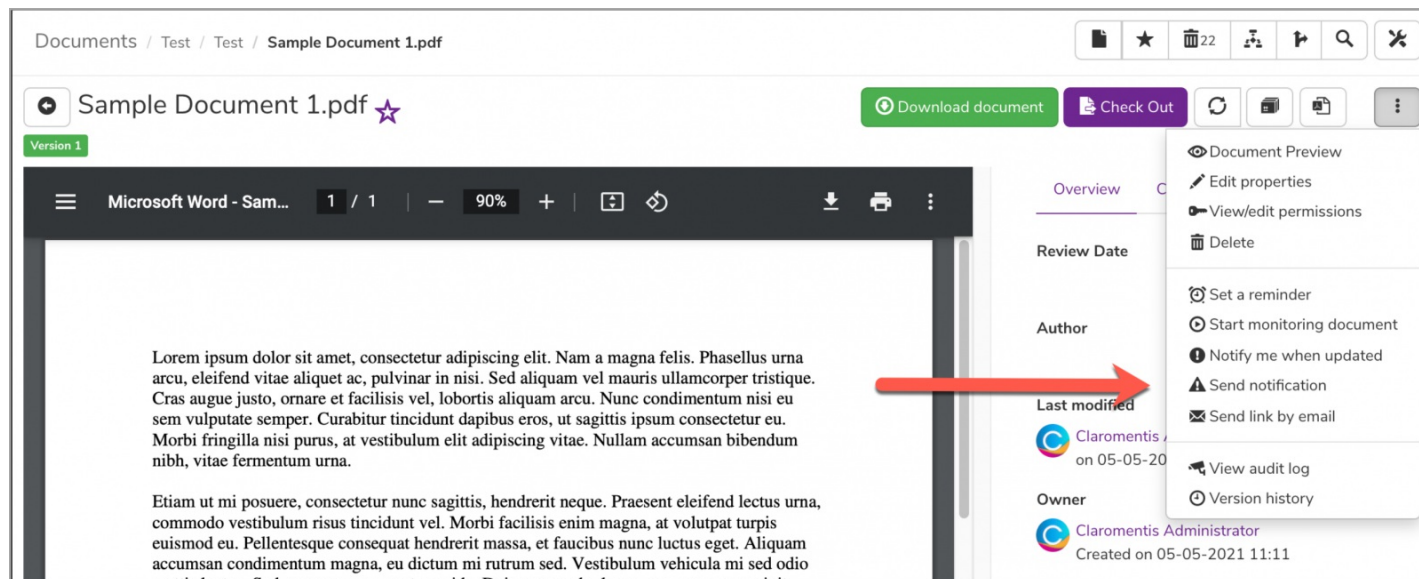 Documents / Test / Test / Sample Document 1.pdf
22
Sample Document 1.pdf
Download document
Check Out
Version 1
Document Preview
Edit properties
View/edit permissions
Delete
Set a reminder
Start monitoring document
Notify me when updated
Send notification
Send link by email
View audit log
Version history
Microsoft Word - Sam... 1 / 1 90%
Overview
Review Date
Author
Last modified
Claromentis
on 05-05-20
Owner
Claromentis Administrator
Created on 05-05-2021 11:11
Lorem ipsum dolor sit amet, consectetur adipiscing elit. Nam a magna felis. Phasellus urna
arcu, eleifend vitae aliquet ac, pulvinar in nisi. Sed aliquam vel mauris ullamcorper tristique.
Cras augue justo, ornare et facilisis vel, lobortis aliquam arcu. Nunc condimentum nisi eu
sem vulputate semper. Curabitur tincidunt dapibus eros, ut sagittis ipsum consectetur eu.
Morbi fringilla nisi purus, at vestibulum elit adipiscing vitae. Nullam accumsan bibendum
nibh, vitae fermentum urna.
Etiam ut mi posuere, consectetur nunc sagittis, hendrerit neque. Praesent eleifend lectus urna,
commodo vestibulum risus tincidunt vel. Morbi facilisis enim magna, at volutpat turpis
euismod eu. Pellentesque consequat hendrerit massa, et faucibus nunc luctus eget. Aliquam
accumsan condimentum magna, eu dictum mi rutrum sed. Vestibulum vehicula mi sed odio